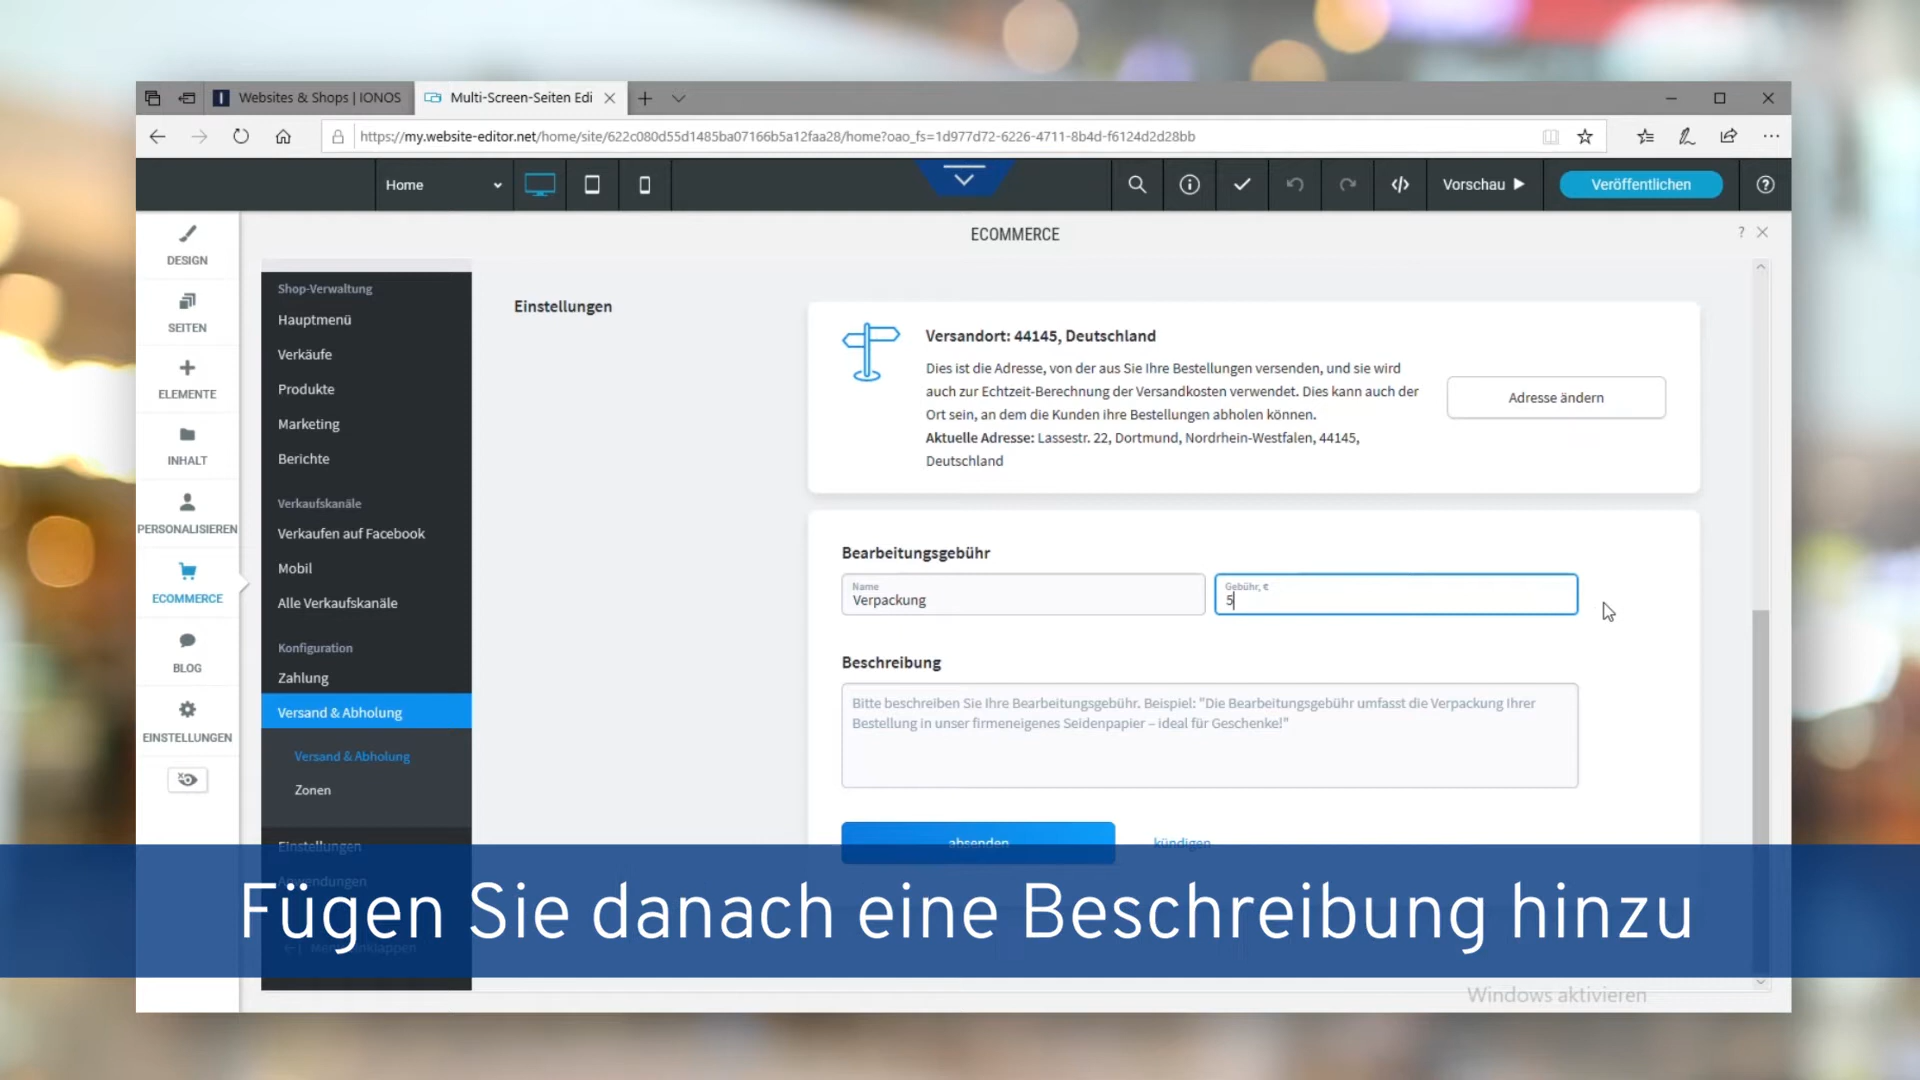 Websites & Shops | IONOS
Multi-Screen-Seiten Edi
https://my.website-editor.net/home/site/622c080d55d1485ba07166b5a12faa28/home?oao_fs=1d977d72-6226-4711-8b4d-f6124d2d28bb
Home
Vorschau
Veröffentlichen
ECOMMERCE
DESIGN
SEITEN
ELEMENTE
INHALT
PERSONALISIEREN
ECOMMERCE
BLOG
EINSTELLUNGEN
Shop-Verwaltung
Hauptmenü
Verkäufe
Produkte
Marketing
Berichte
Verkaufskanäle
Verkaufen auf Facebook
Mobil
Alle Verkaufskanäle
Konfiguration
Zahlung
Versand & Abholung
Versand & Abholung
Zonen
Einstellungen
Anwendungen
Einstellungen
Versandort: 44145, Deutschland
Dies ist die Adresse, von der aus Sie Ihre Bestellungen versenden, und sie wird
auch zur Echtzeit-Berechnung der Versandkosten verwendet. Dies kann auch der
Ort sein, an dem die Kunden ihre Bestellungen abholen können.
Aktuelle Adresse: Lassestr. 22, Dortmund, Nordrhein-Westfalen, 44145,
Deutschland
Adresse ändern
Bearbeitungsgebühr
Name
Verpackung
Gebühr, €
5
Beschreibung
Bitte beschreiben Sie Ihre Bearbeitungsgebühr. Beispiel: "Die Bearbeitungsgebühr umfasst die Verpackung Ihrer
Bestellung in unser firmeneigenes Seidenpapier – ideal für Geschenke!"
absenden
kündigen
Fügen Sie danach eine Beschreibung hinzu
Windows aktivieren